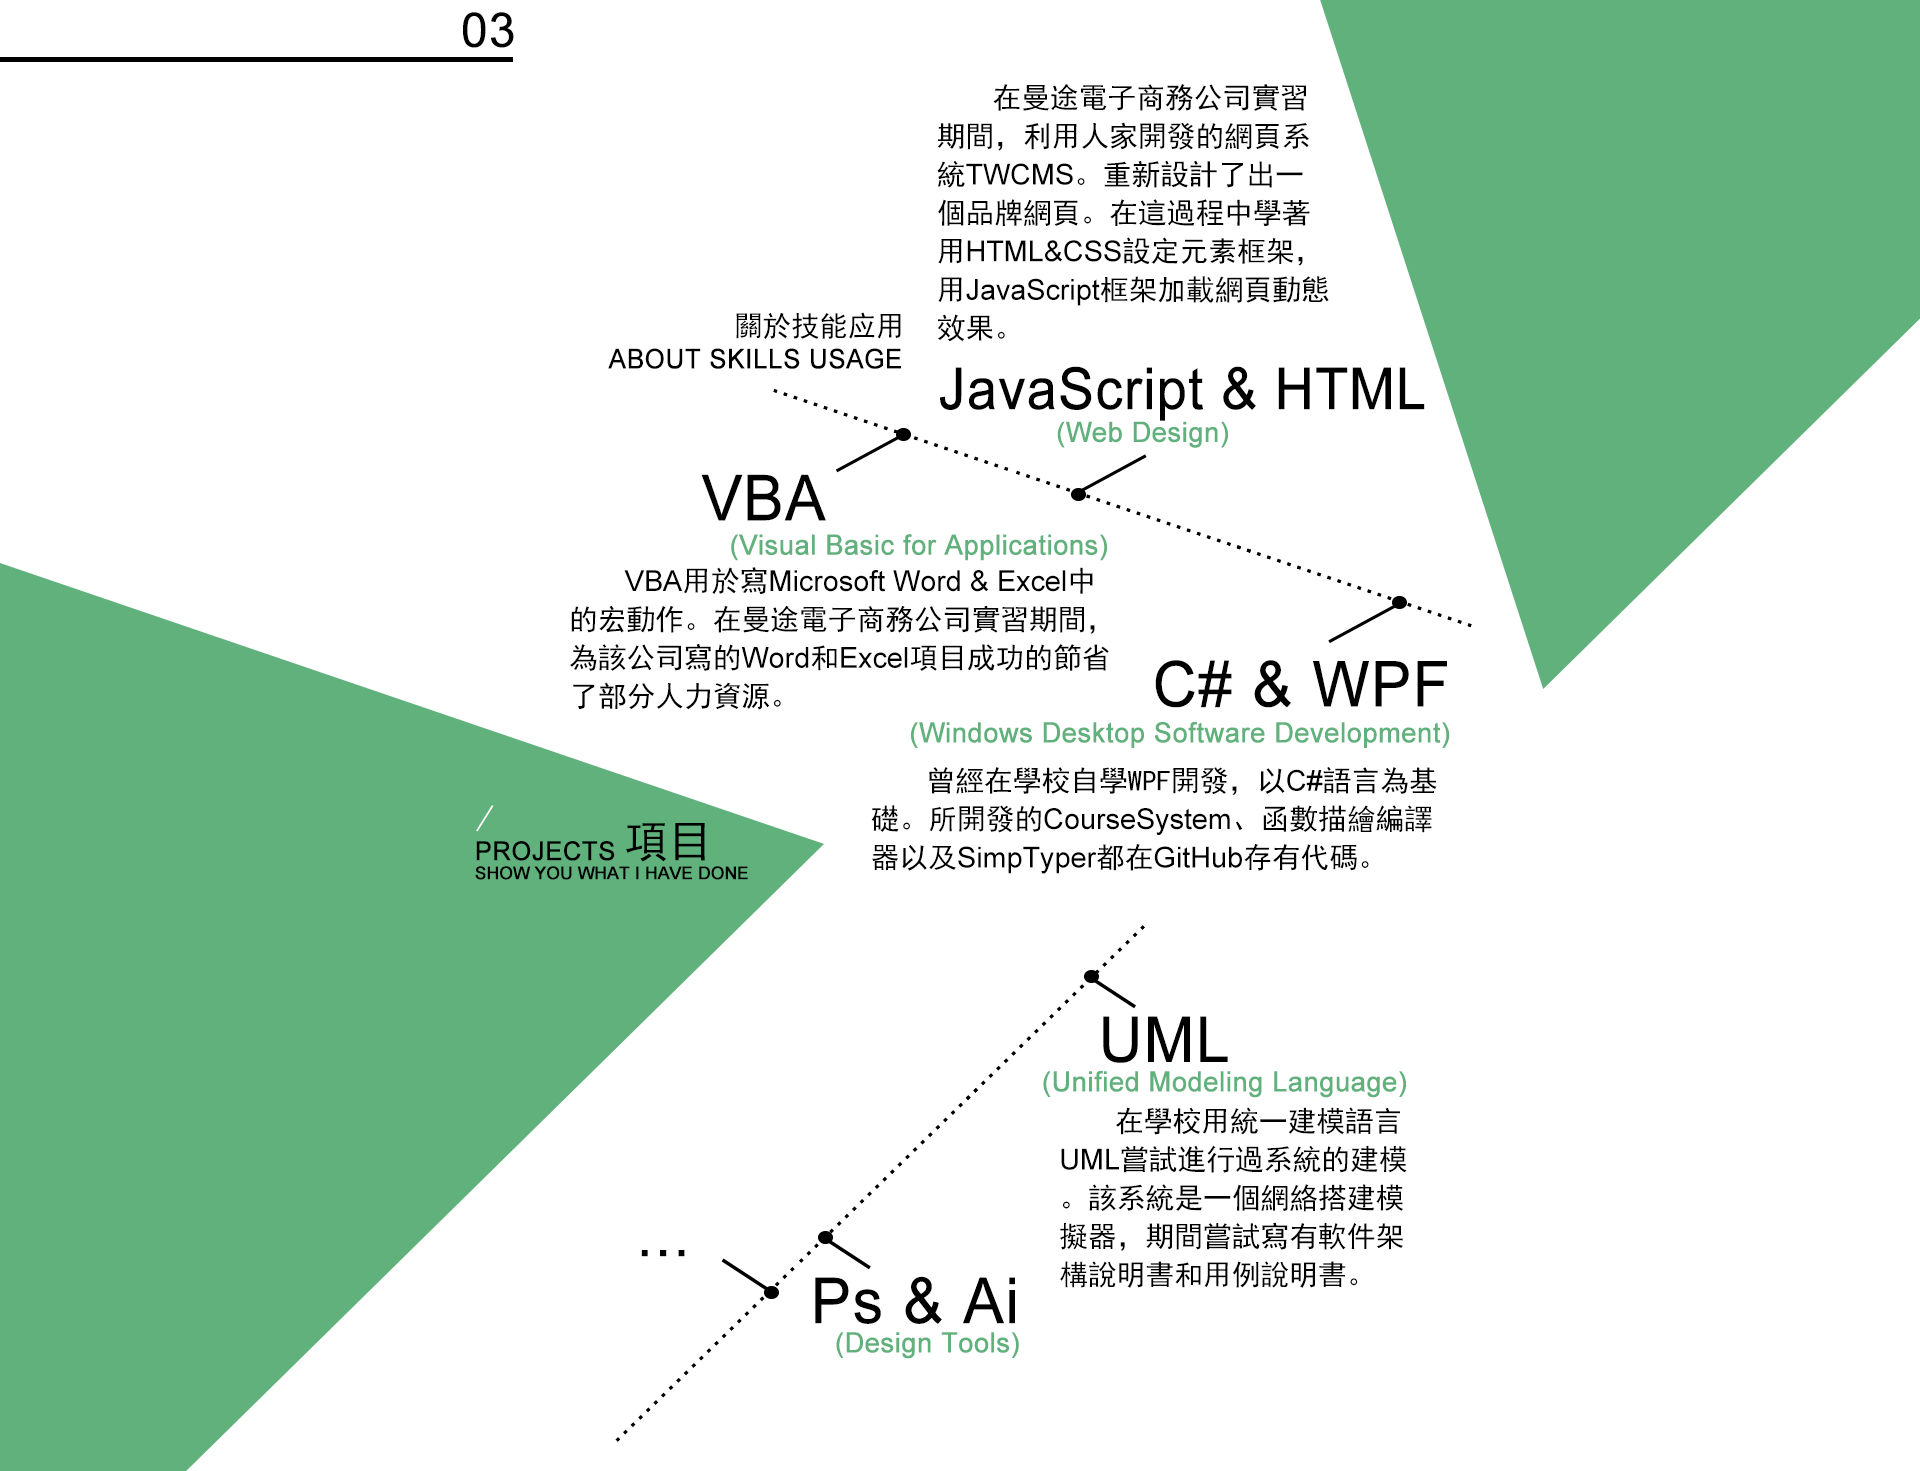 03
在曼途電子商務公司實習
期間，利用人家開發的網頁系
統TWCMS。重新設計了出一
個品牌網頁。在這過程中學著
用HTML&CSS設定元素框架，
用JavaScript框架加載網頁動態
效果。
關於技能应用
ABOUT SKILLS USAGE
JavaScript & HTML
(Web Design)
VBA
(Visual Basic for Applications)
VBA用於寫Microsoft Word & Excel中
的宏動作。在曼途電子商務公司實習期間，
為該公司寫的Word和Excel項目成功的節省
了部分人力資源。
C# & WPF
(Windows Desktop Software Development)
曾經在學校自學WPF開發，以C#語言為基
礎。所開發的CourseSystem、函數描繪編譯
器以及SimpTyper都在GitHub存有代碼。
PROJECTS 項目
SHOW YOU WHAT I HAVE DONE
UML
(Unified Modeling Language)
在學校用統一建模語言
UML嘗試進行過系統的建模
。該系統是一個網絡搭建模
擬器，期間嘗試寫有軟件架
構說明書和用例說明書。
...
Ps & Ai
(Design Tools)